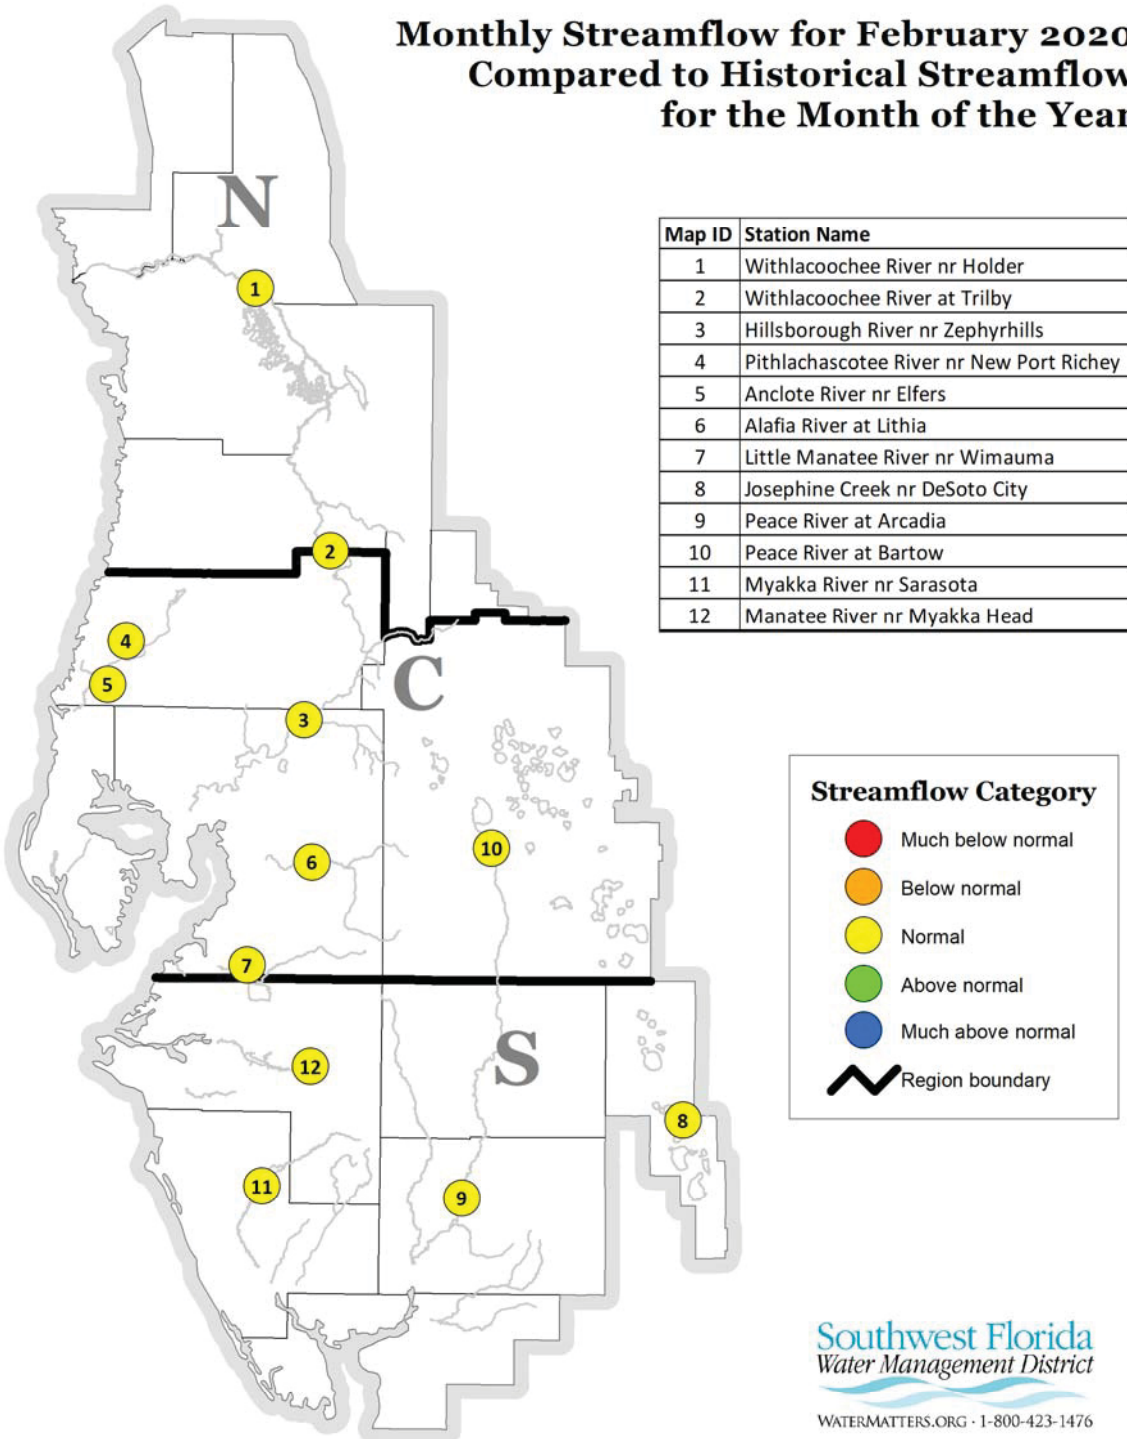 Monthly Streamflow for February 2020
Compared to Historical Streamflow
for the Month of the Year
Map ID Station Name
1 Withlacoochee River nr Holder
2 Withlacoochee River at Trilby
3 Hillsborough River nr Zephyrhills
4 Pithlachascotee River nr New Port Richey
5 Anclote River nr Elfers
6 Alafia River at Lithia
7 Little Manatee River nr Wimauma
8 Josephine Creek nr DeSoto City
9 Peace River at Arcadia
10 Peace River at Bartow
11 Myakka River nr Sarasota
12 Manatee River nr Myakka Head
N
1
2
4
C
5
3
10
6
7
S
12
8
11
9
Streamflow Category
Much below normal
Below normal
Normal
Above normal
Much above normal
Region boundary
Southwest Florida
Water Management District
WATERMATTERS.ORG · 1-800-423-1476